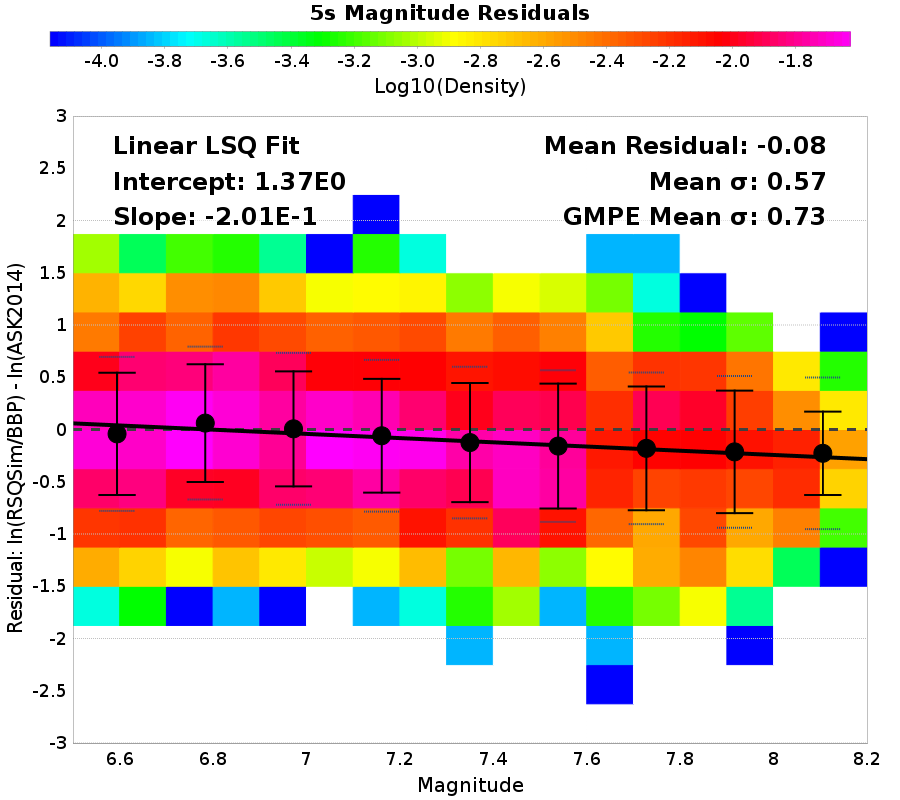 5s Magnitude Residuals
-4.0 -3.8 -3.6 -3.4 -3.2 -3.0 -2.8 -2.6 -2.4 -2.2 -2.0 -1.8
Log10(Density)
Linear LSQ Fit
Intercept: 1.37E0
Slope: -2.01E-1
Mean Residual: -0.08
Mean σ: 0.57
GMPE Mean σ: 0.73
Residual: ln(RSQSim/BBP) - ln(ASK2014)
3
2.5
2
1.5
1
0.5
0
-0.5
-1
-1.5
-2
-2.5
-3
6.6 6.8 7 7.2 7.4 7.6 7.8 8 8.2
Magnitude